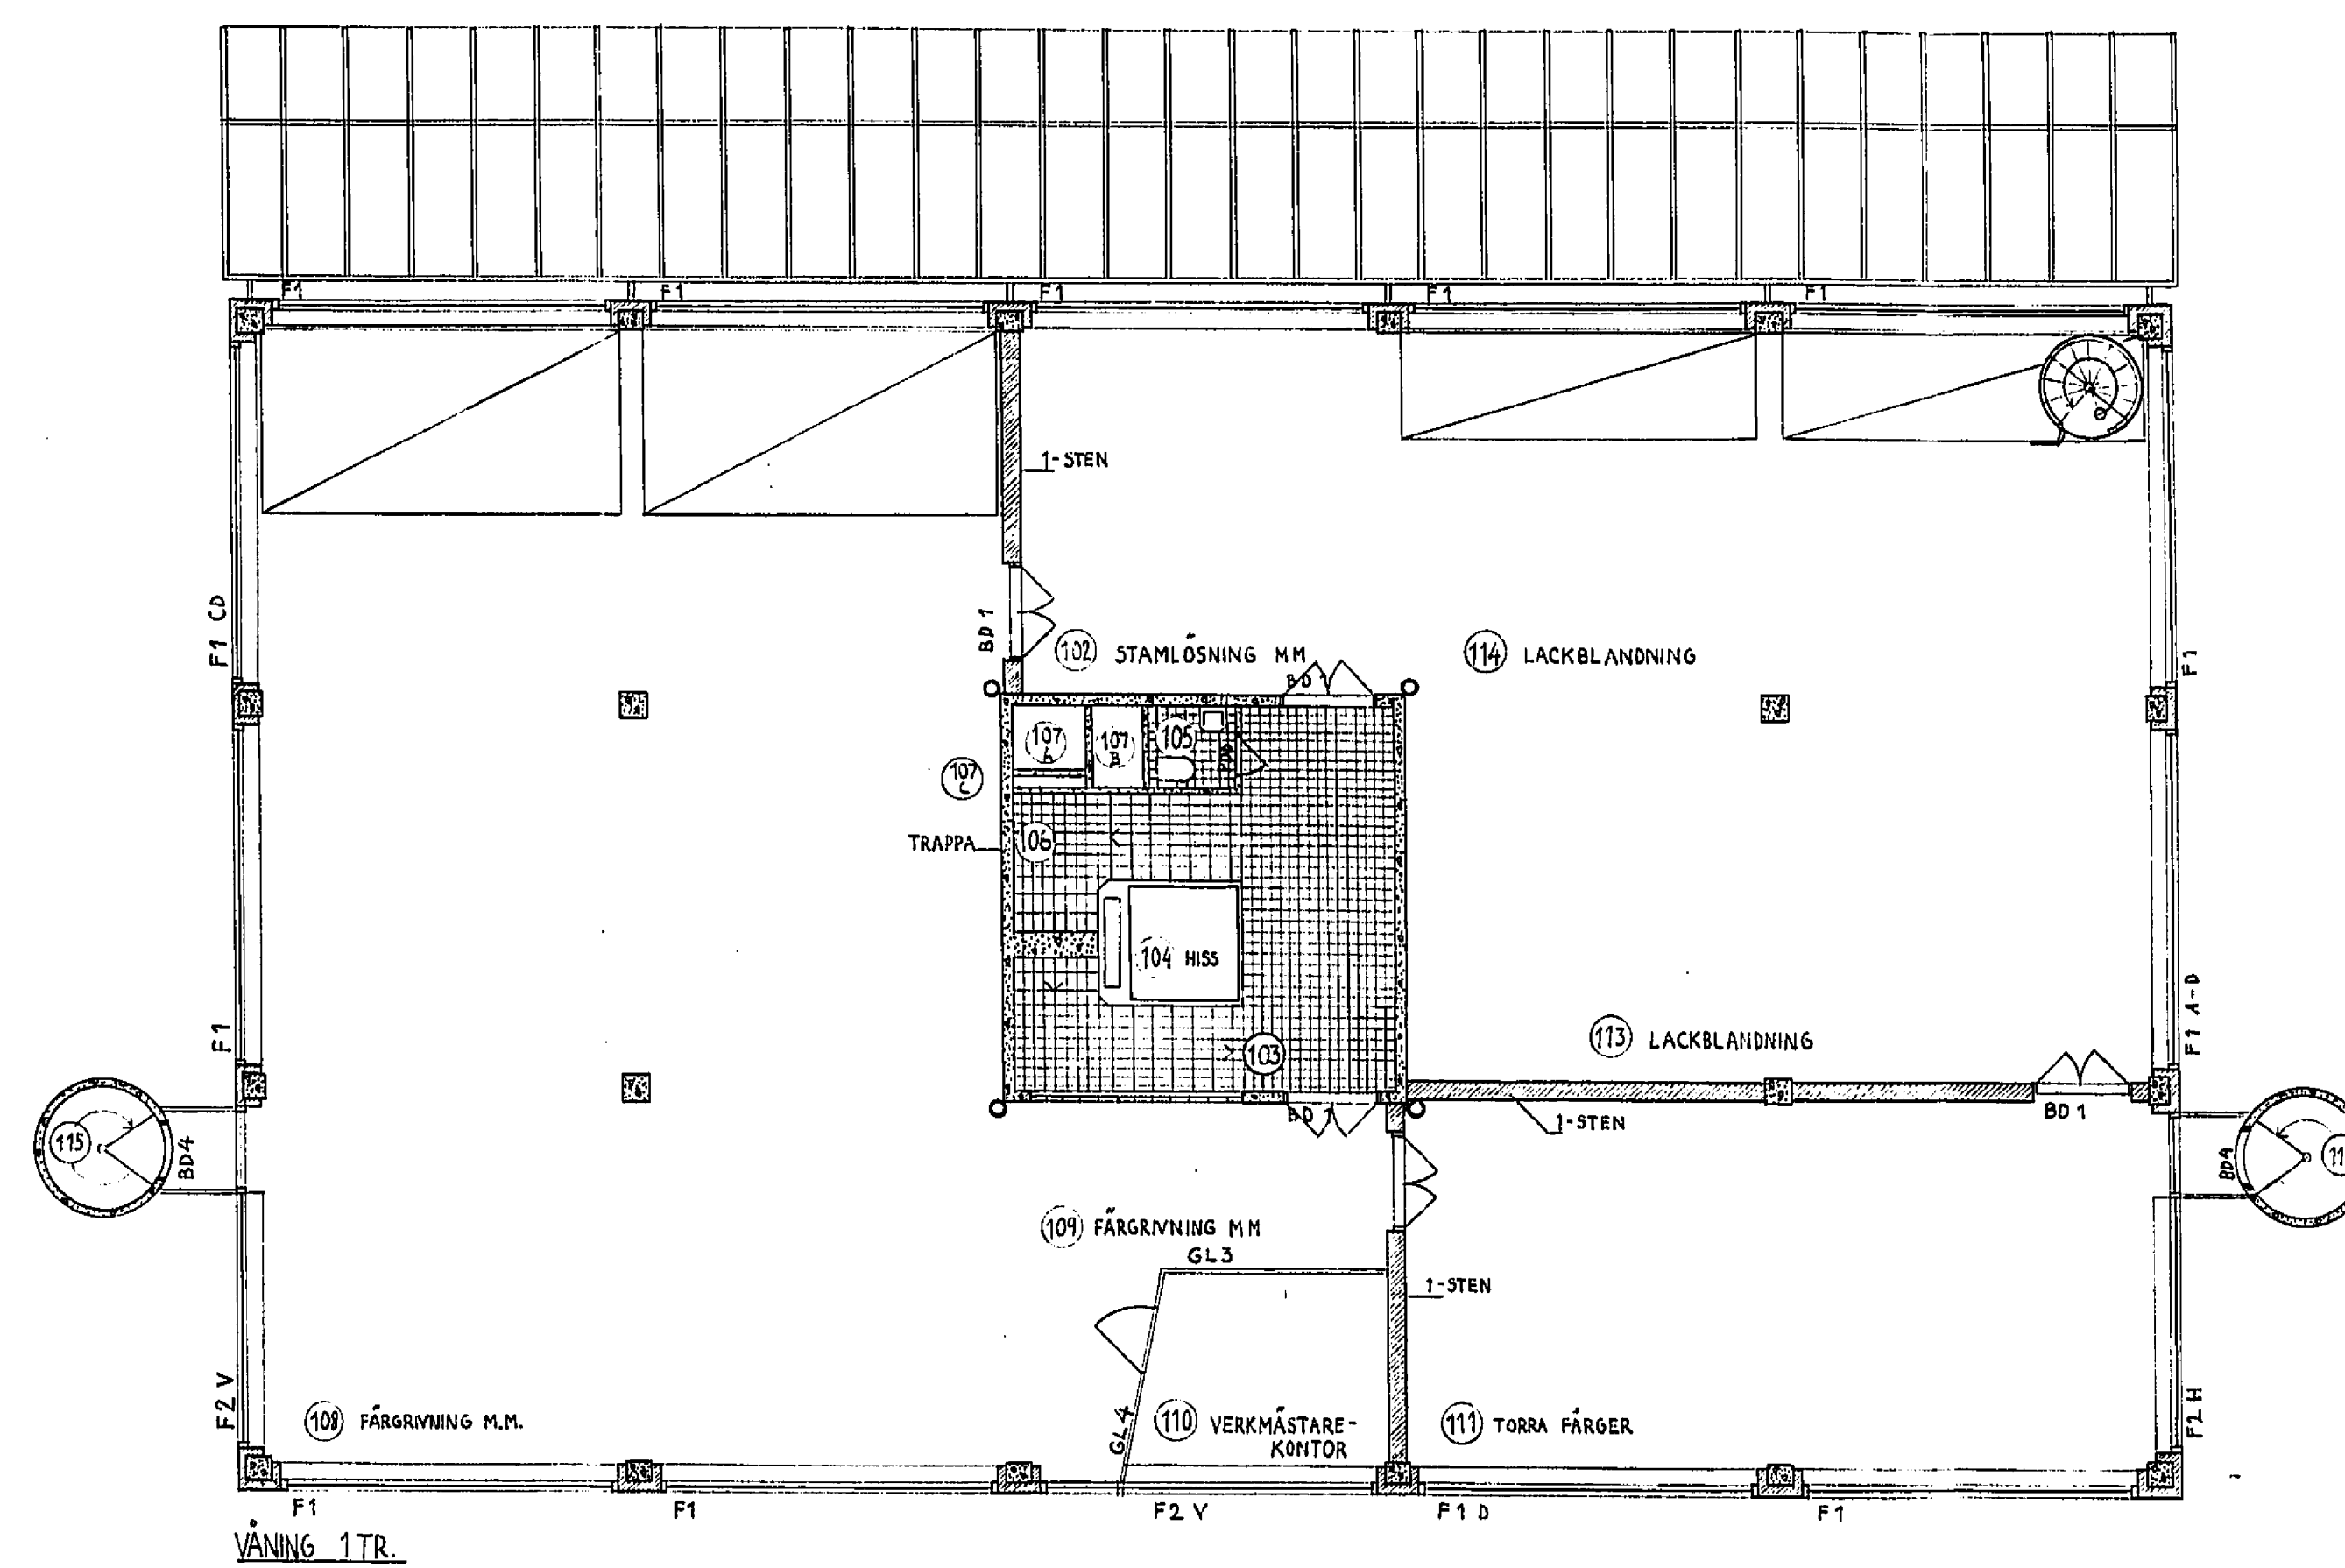 F1
F1
F1
F1
F1
1-STEN
F1 CD
BD 1
102 STAMLÖSNING MM
114 LACKBLANDNING
F1
BD 1
107 A
107 B
105
107 C
TRAPPA
106
104 HISS
103
F1
113 LACKBLANDNING
F1 A-D
BD 1
BD 1
1-STEN
115
BD4
BD4
109 FÄRGRIVNING MM
GL3
1-STEN
F2 V
108 FÄRGRIVNING M.M.
GL4
110 VERKMÄSTARE-
KONTOR
111 TORRA FÄRGER
F2 H
F1
F1
F2 V
F1 D
F1
VÅNING 1 TR.